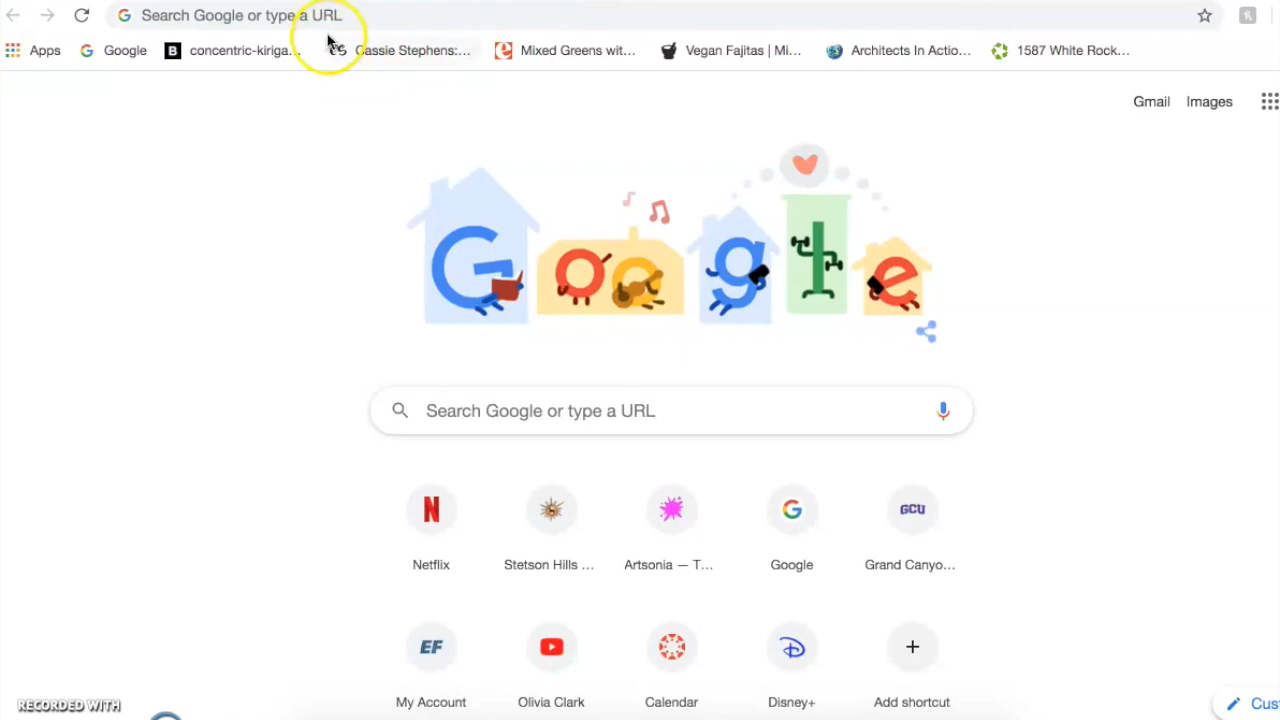 Search Google or type a URL
Apps Google concentric-kiriga... Cassie Stephens:... Mixed Greens wit... Vegan Fajitas | Mi... Architects In Actio... 1587 White Rock...
Gmail Images
Google
Search Google or type a URL
GCU
Netflix Stetson Hills ... Artsonia — T... Google Grand Canyo...
EF
My Account Olivia Clark Calendar Disney+ Add shortcut
RECORDED WITH
Cus